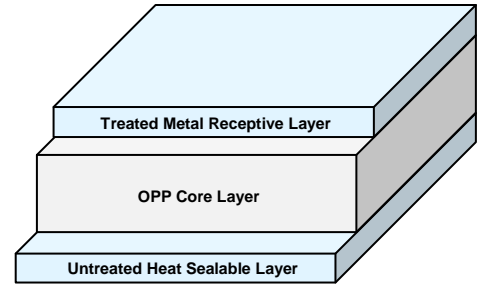 Treated Metal Receptive Layer
OPP Core Layer
Untreated Heat Sealable Layer